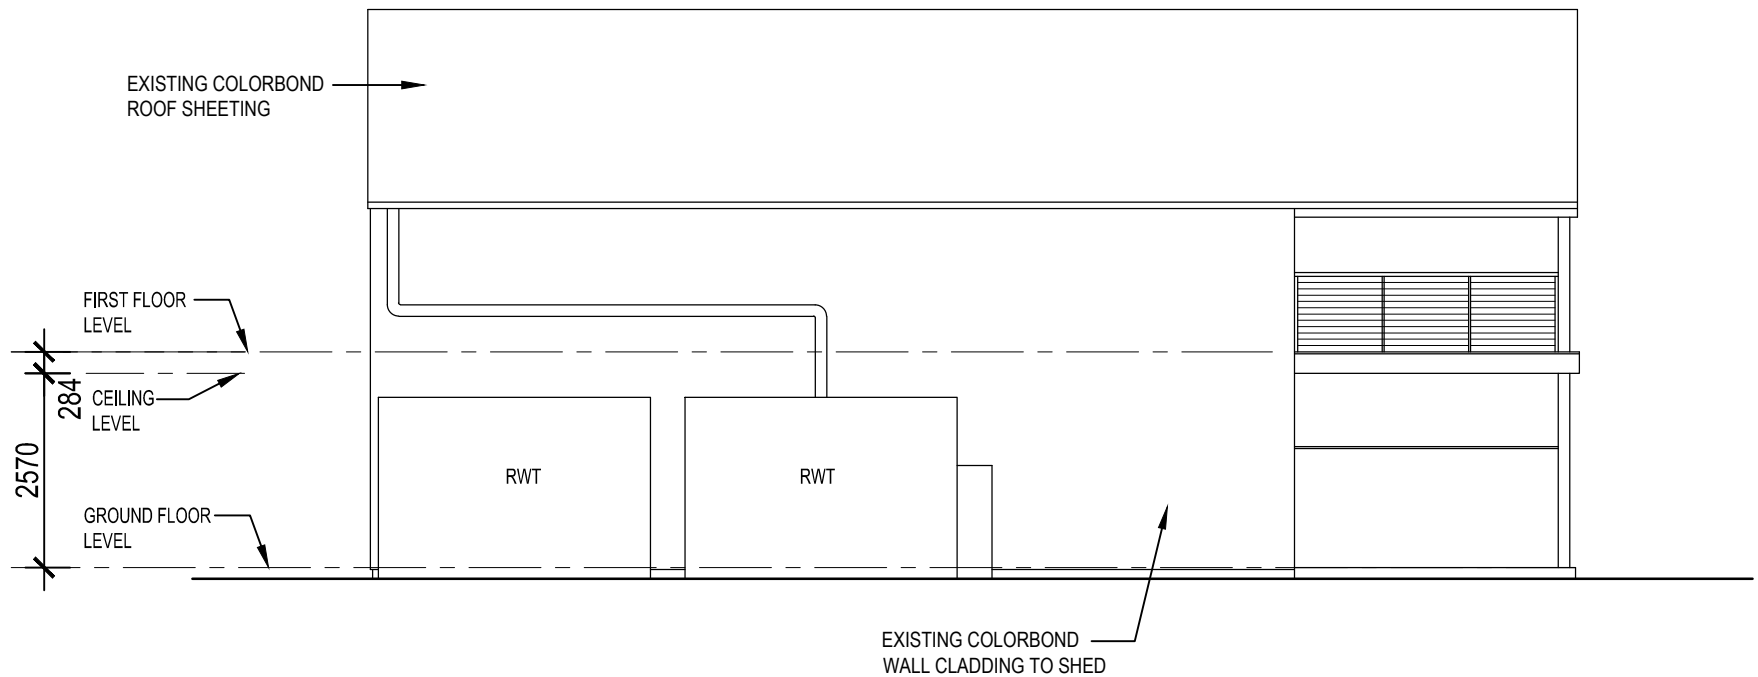 EXISTING COLORBOND
ROOF SHEETING
FIRST FLOOR
LEVEL
284
CEILING
LEVEL
2570
RWT
RWT
GROUND FLOOR
LEVEL
EXISTING COLORBOND
WALL CLADDING TO SHED